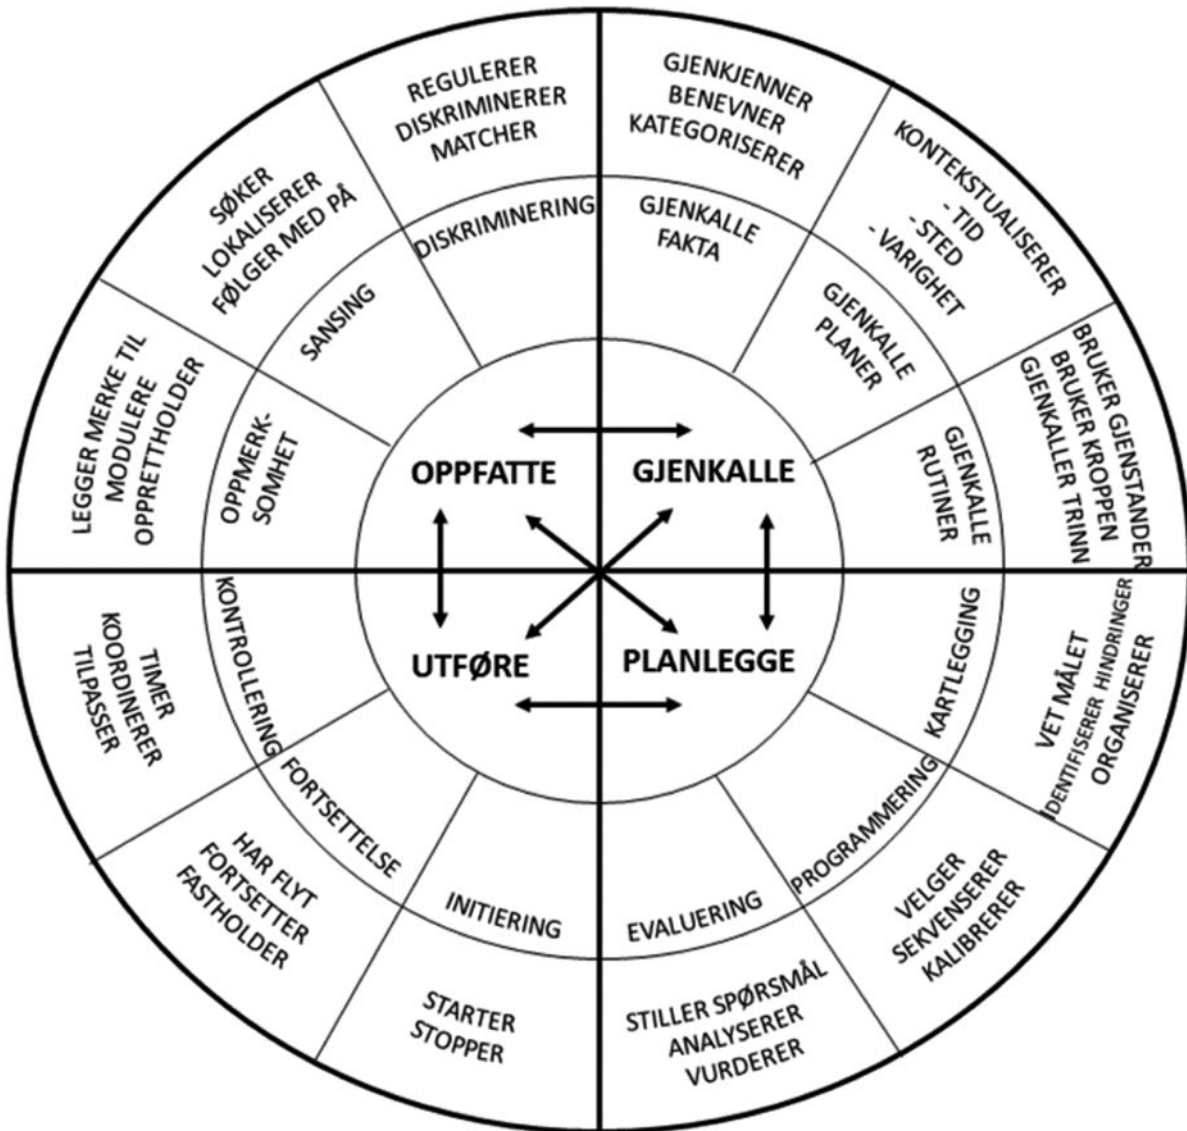 REGULERER
DISKRIMINERER
MATCHER
GJENKJENNER
BENEVNER
KATEGORISERER
KONTEKSTUALISERER
- TID
- STED
- VARIGHET
BRUKER GJENSTANDER
BRUKER KROPPEN
GJENKALLER TRINN
VET MÅLET
IDENTIFISERER HINDRINGER
ORGANISERER
VELGER
SEKVENSERER
KALIBRERER
STILLER SPØRSMÅL
ANALYSERER
VURDERER
STARTER
STOPPER
HAR FLYT
FORTSETTER
FASTHOLDER
TIMER
KOORDINERER
TILPASSER
LEGGER MERKE TIL
MODULERE
OPPRETTHOLDER
SØKER
LOKALISERER
FØLGER MED PÅ
DISKRIMINERING
GJENKALLE
FAKTA
GJENKALLE
PLANER
GJENKALLE
RUTINER
KARTLEGGING
PROGRAMMERING
EVALUERING
INITIERING
FORTSETTELSE
KONTROLLERING
OPPMERK-
SOMHET
SANSING
OPPFATTE
GJENKALLE
UTFØRE
PLANLEGGE